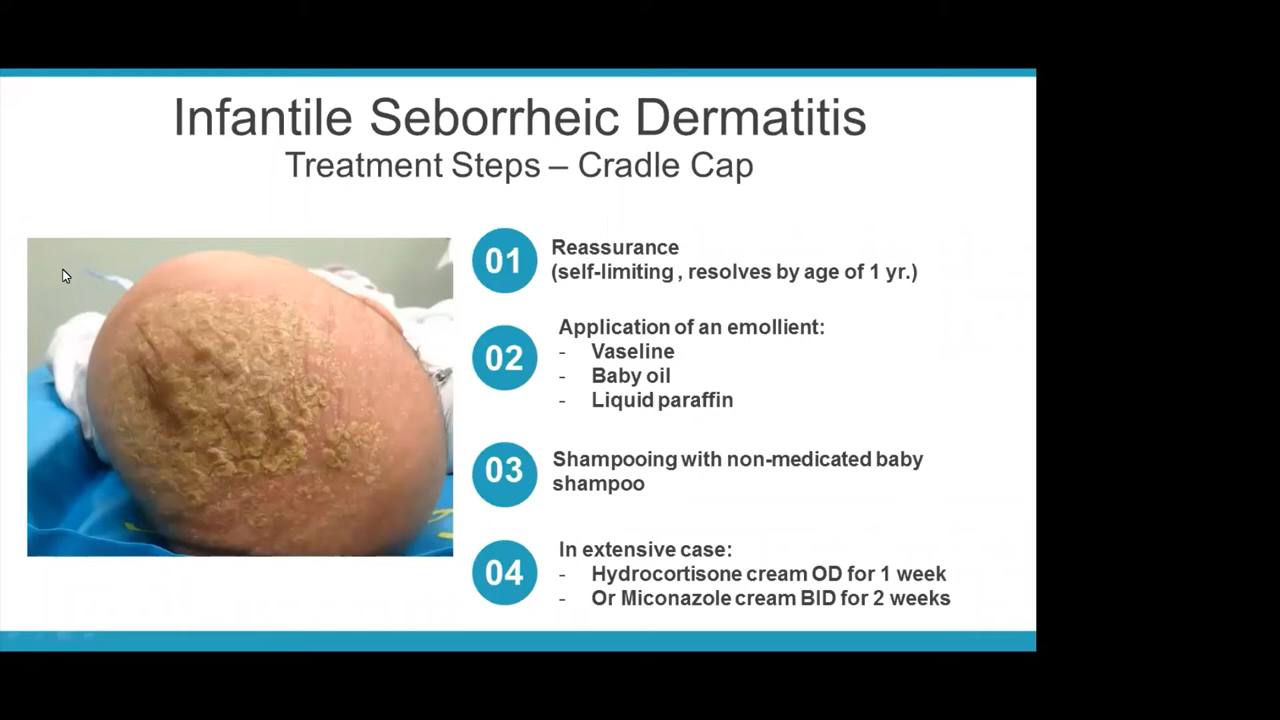 Infantile Seborrheic Dermatitis
Treatment Steps – Cradle Cap
01
Reassurance
(self-limiting , resolves by age of 1 yr.)
02
Application of an emollient:
- Vaseline
- Baby oil
- Liquid paraffin
03
Shampooing with non-medicated baby
shampoo
04
In extensive case:
- Hydrocortisone cream OD for 1 week
- Or Miconazole cream BID for 2 weeks